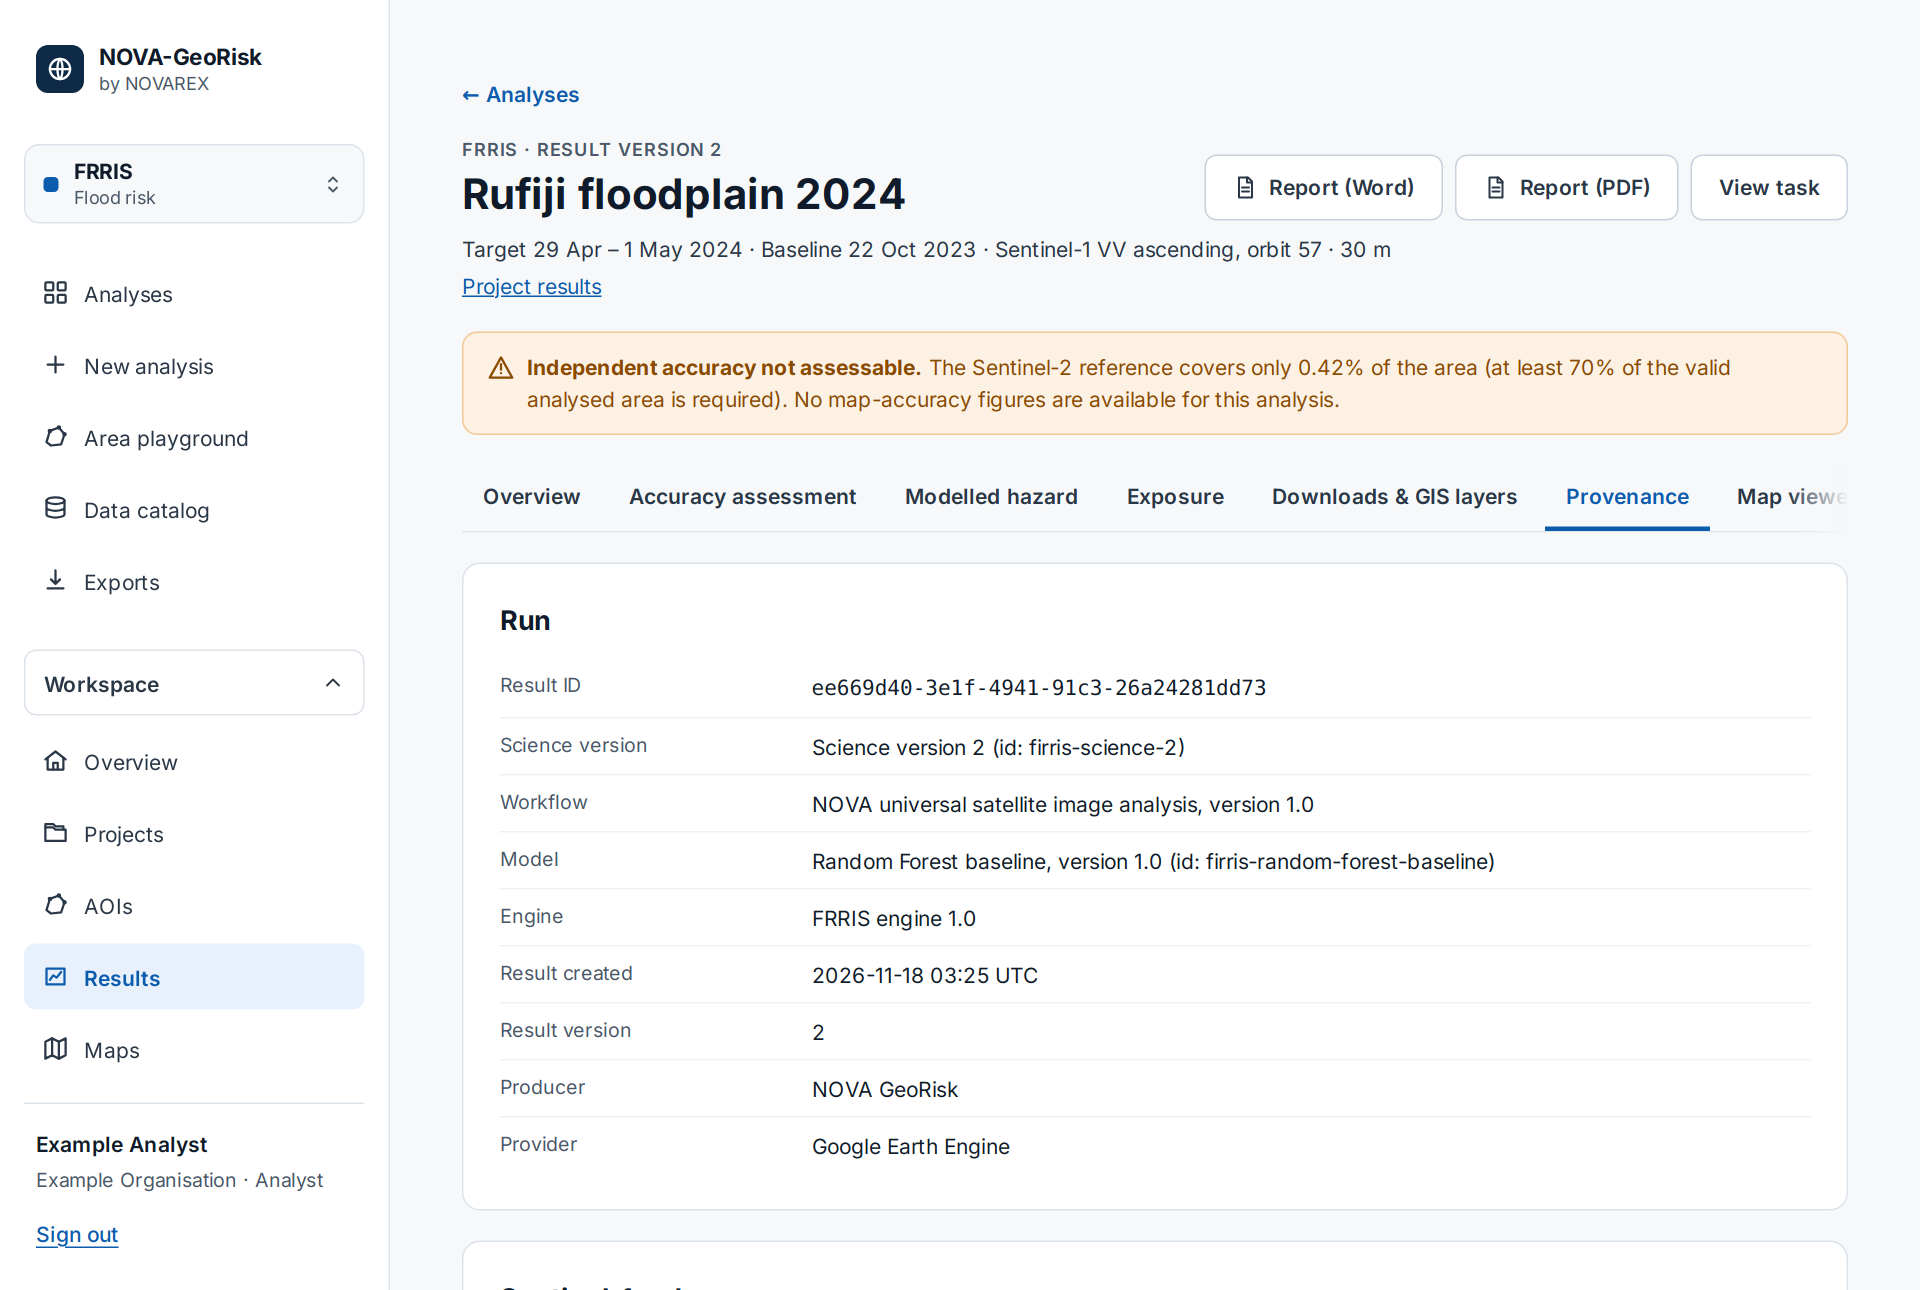 NOVA-GeoRisk
by NOVAREX
FRRIS
Flood risk
Analyses
New analysis
Area playground
Data catalog
Exports
Workspace
Overview
Projects
AOIs
Results
Maps
Example Analyst
Example Organisation · Analyst
Sign out
← Analyses
FRRIS · RESULT VERSION 2
Rufiji floodplain 2024
Report (Word)
Report (PDF)
View task
Target 29 Apr – 1 May 2024 · Baseline 22 Oct 2023 · Sentinel-1 VV ascending, orbit 57 · 30 m
Project results
Independent accuracy not assessable. The Sentinel-2 reference covers only 0.42% of the area (at least 70% of the valid
analysed area is required). No map-accuracy figures are available for this analysis.
Overview
Accuracy assessment
Modelled hazard
Exposure
Downloads & GIS layers
Provenance
Map viewe
Run
Result ID
ee669d40-3e1f-4941-91c3-26a24281dd73
Science version
Science version 2 (id: firris-science-2)
Workflow
NOVA universal satellite image analysis, version 1.0
Model
Random Forest baseline, version 1.0 (id: firris-random-forest-baseline)
Engine
FRRIS engine 1.0
Result created
2026-11-18 03:25 UTC
Result version
2
Producer
NOVA GeoRisk
Provider
Google Earth Engine